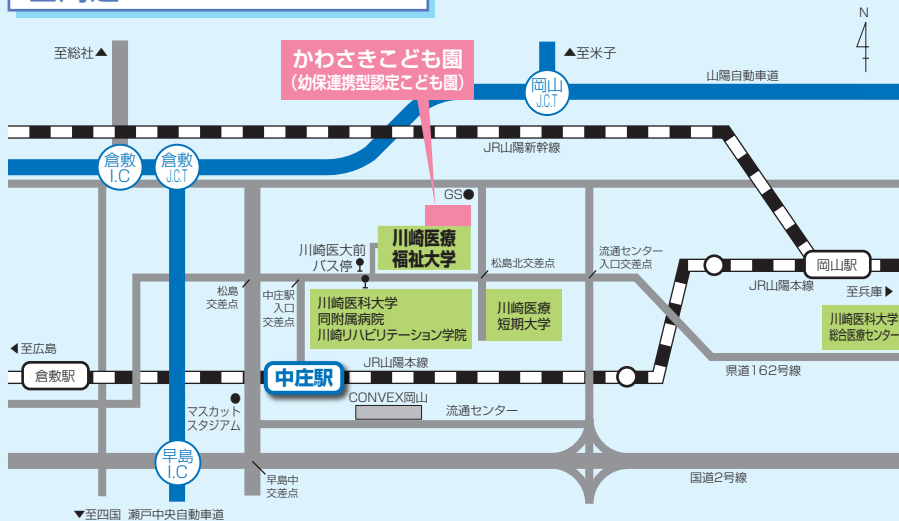 N
至総社▲
かわさきこども園
(幼保連携型認定こども園)
▲至米子
岡山
J.C.T
山陽自動車道
JR山陽新幹線
倉敷
I.C
倉敷
J.C.T
GS●
川崎医療
福祉大学
川崎医大前
バス停
松島北交差点
流通センター
入口交差点
岡山駅
JR山陽本線
至兵庫▶
松島
交差点
中庄駅
入口
交差点
川崎医科大学
同附属病院
川崎リハビリテーション学院
川崎医療
短期大学
川崎医科大学
総合医療センター
◀至広島
倉敷駅
JR山陽本線
中庄駅
県道162号線
マスカット
スタジアム
CONVEX岡山
流通センター
早島
I.C
早島中
交差点
国道2号線
▼至四国 瀬戸中央自動車道